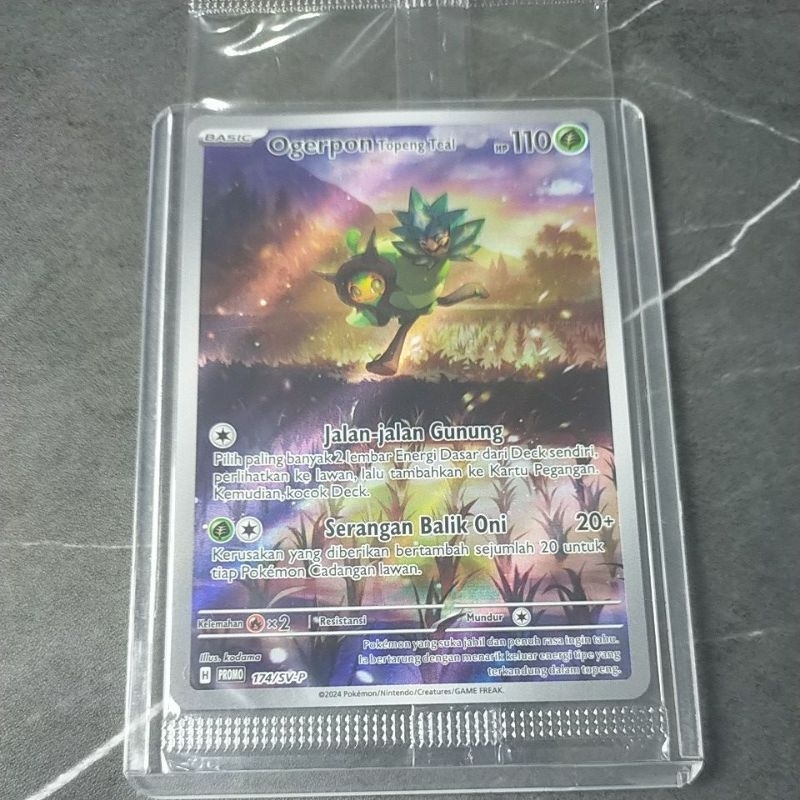 BASIC Ogerpon Topeng Teal HP 110
Jalan-jalan Gunung
Pilih paling banyak 2 lembar Energi Dasar dari Deck sendiri,
perlihatkan ke lawan, lalu tambahkan ke Kartu Pegangan.
Kemudian, kocok Deck.
Serangan Balik Oni 20+
Kerusakan yang diberikan bertambah sejumlah 20 untuk
tiap Pokémon Cadangan lawan.
Kelemahan ×2 Resistansi Mundur
Illus. kodama
Pokémon yang suka jahil dan penuh rasa ingin tahu.
Ia bertarung dengan menarik keluar energi tipe yang
terkandung dalam topeng.
H PROMO 174/SV-P
©2024 Pokémon/Nintendo/Creatures/GAME FREAK.